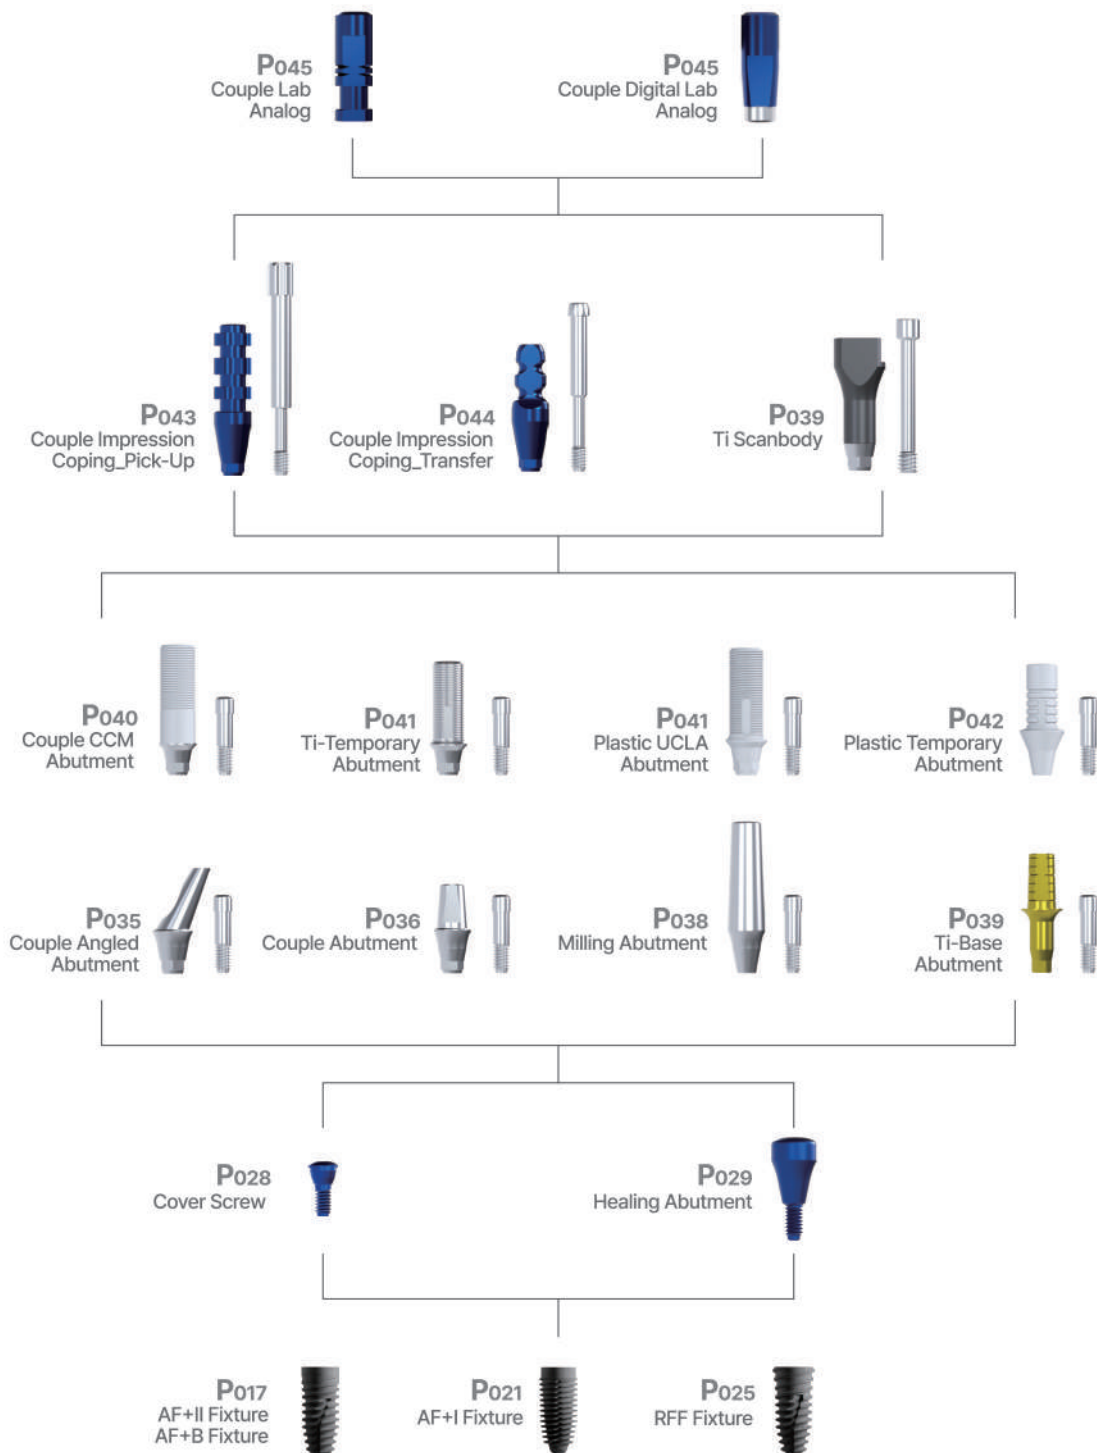 P045
Couple Lab
Analog
P045
Couple Digital Lab
Analog
P043
Couple Impression
Coping_Pick-Up
P044
Couple Impression
Coping_Transfer
P039
Ti Scanbody
P040
Couple CCM
Abutment
P041
Ti-Temporary
Abutment
P041
Plastic UCLA
Abutment
P042
Plastic Temporary
Abutment
P035
Couple Angled
Abutment
P036
Couple Abutment
P038
Milling Abutment
P039
Ti-Base
Abutment
P028
Cover Screw
P029
Healing Abutment
P017
AF+II Fixture
AF+B Fixture
P021
AF+I Fixture
P025
RFF Fixture